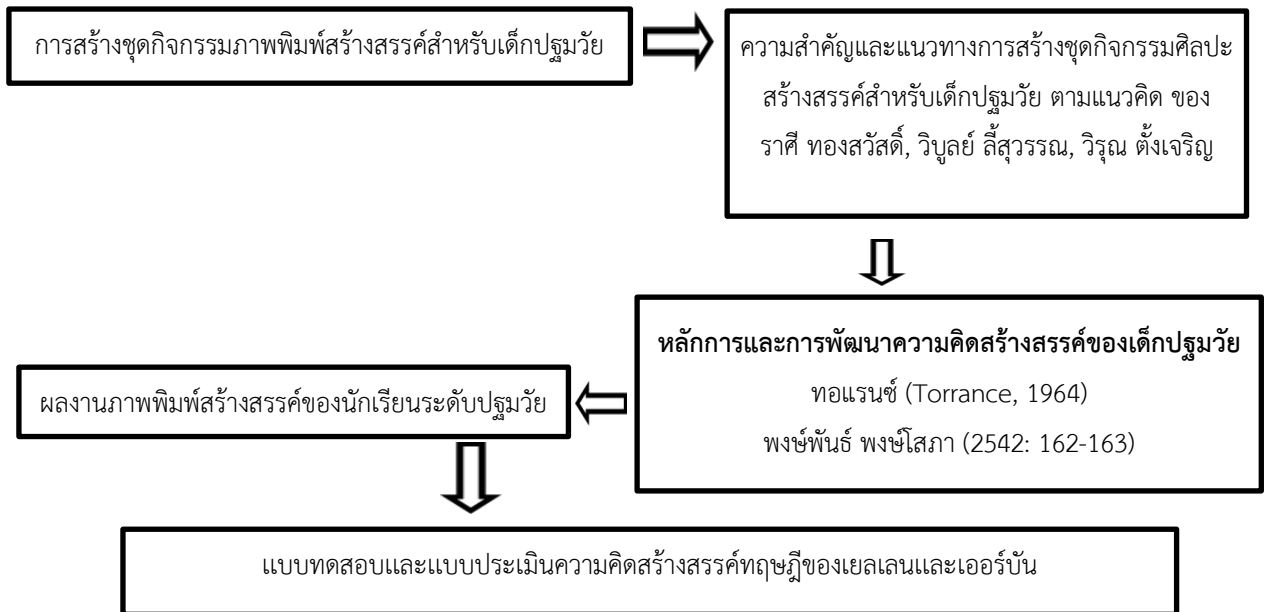 การสร้างชุดกิจกรรมภาพพิมพ์สร้างสรรค์สำหรับเด็กปฐมวัย
ความสำคัญและแนวทางการสร้างชุดกิจกรรมศิลปะ
สร้างสรรค์สำหรับเด็กปฐมวัย ตามแนวคิด ของ
ราศี ทองสวัสดิ์, วิบูลย์ ลี้สุวรรณ, วิรุณ ตั้งเจริญ
หลักการและการพัฒนาความคิดสร้างสรรค์ของเด็กปฐมวัย
ทอแรนซ์ (Torrance, 1964)
พงษ์พันธ์ พงษ์โสภา (2542: 162-163)
ผลงานภาพพิมพ์สร้างสรรค์ของนักเรียนระดับปฐมวัย
แบบทดสอบและแบบประเมินความคิดสร้างสรรค์ทฤษฎีของเยลเลนและเออร์บัน